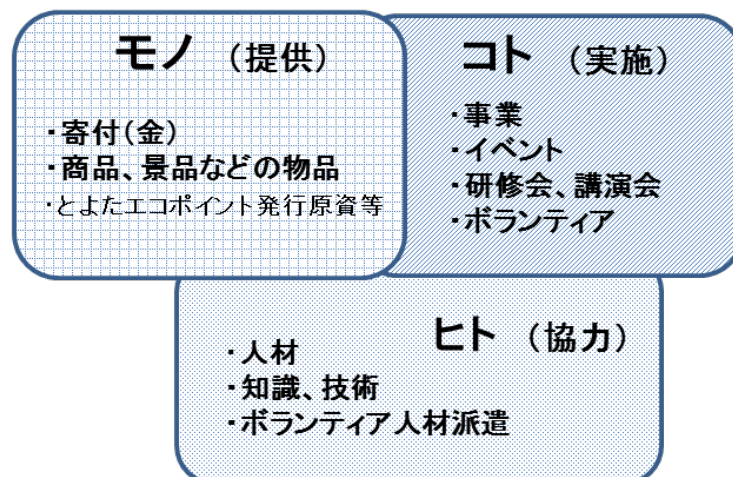 モノ（提供）
・寄付（金）
・商品、景品などの物品
・とよたエコポイント発行原資等
コト（実施）
・事業
・イベント
・研修会、講演会
・ボランティア
ヒト（協力）
・人材
・知識、技術
・ボランティア人材派遣